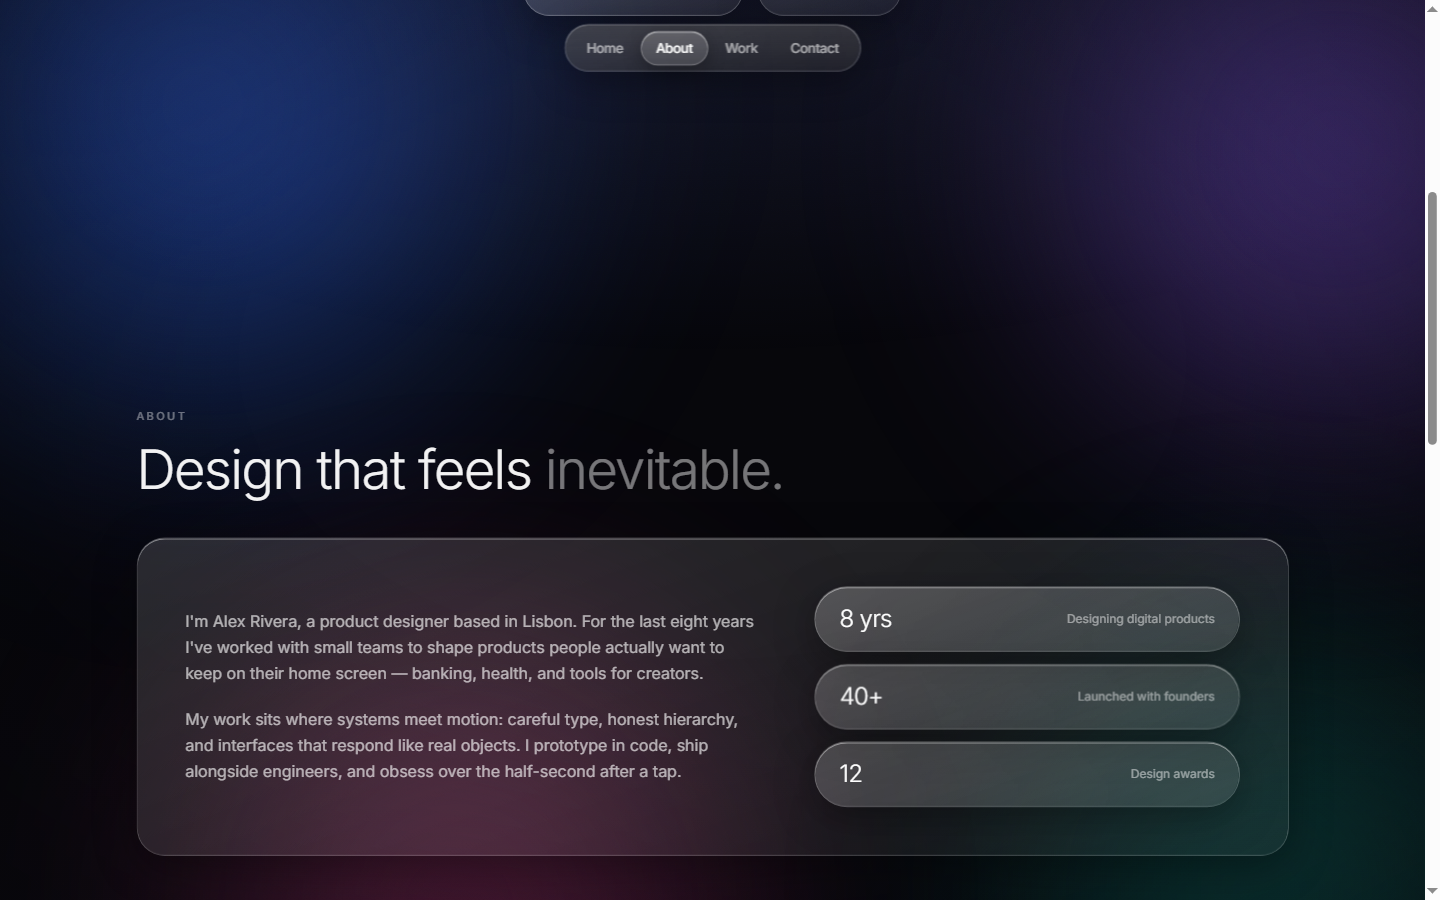 Home
About
Work
Contact
ABOUT
Design that feels inevitable.
I'm Alex Rivera, a product designer based in Lisbon. For the last eight years
I've worked with small teams to shape products people actually want to
keep on their home screen — banking, health, and tools for creators.
My work sits where systems meet motion: careful type, honest hierarchy,
and interfaces that respond like real objects. I prototype in code, ship
alongside engineers, and obsess over the half-second after a tap.
8 yrs
Designing digital products
40+
Launched with founders
12
Design awards